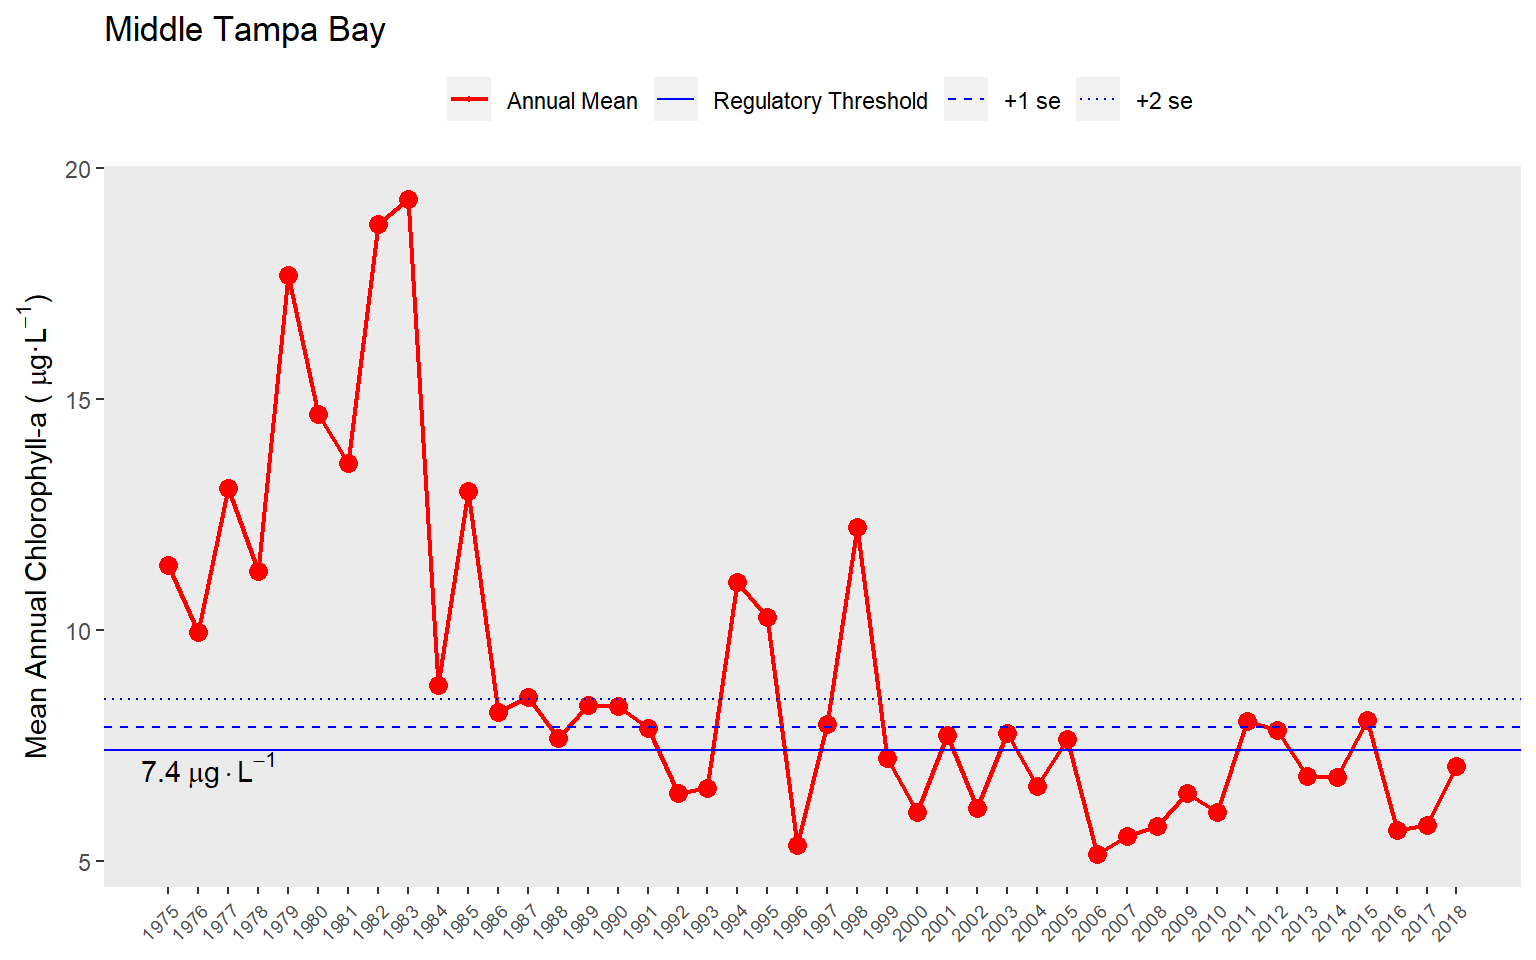 Middle Tampa Bay
Annual Mean Regulatory Threshold +1 se +2 se
Mean Annual Chlorophyll-a ( μg·L⁻¹)
20
15
10
5
7.4 μg·L⁻¹
1975 1976 1977 1978 1979 1980 1981 1982 1983 1984 1985 1986 1987 1988 1989 1990 1991 1992 1993 1994 1995 1996 1997 1998 1999 2000 2001 2002 2003 2004 2005 2006 2007 2008 2009 2010 2011 2012 2013 2014 2015 2016 2017 2018